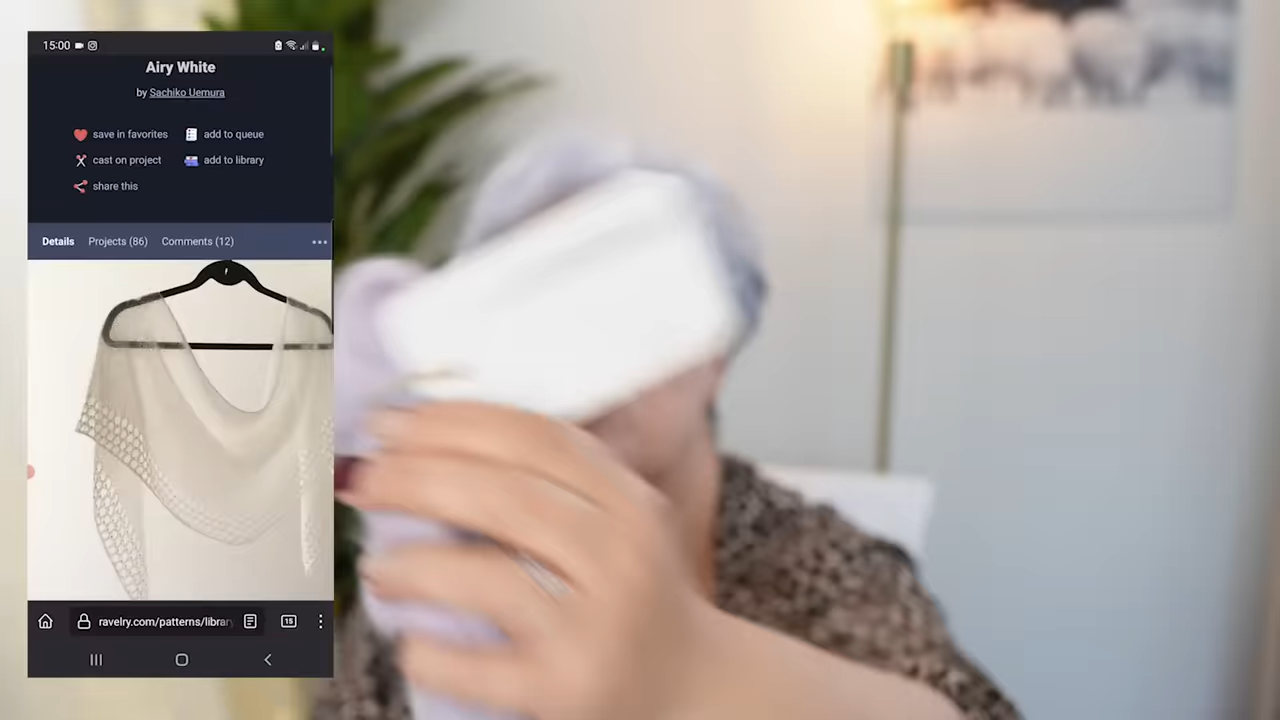 15:00
Airy White
by Sachiko Uemura
save in favorites
add to queue
cast on project
add to library
share this
Details
Projects (86)
Comments (12)
ravelry.com/patterns/librar
15